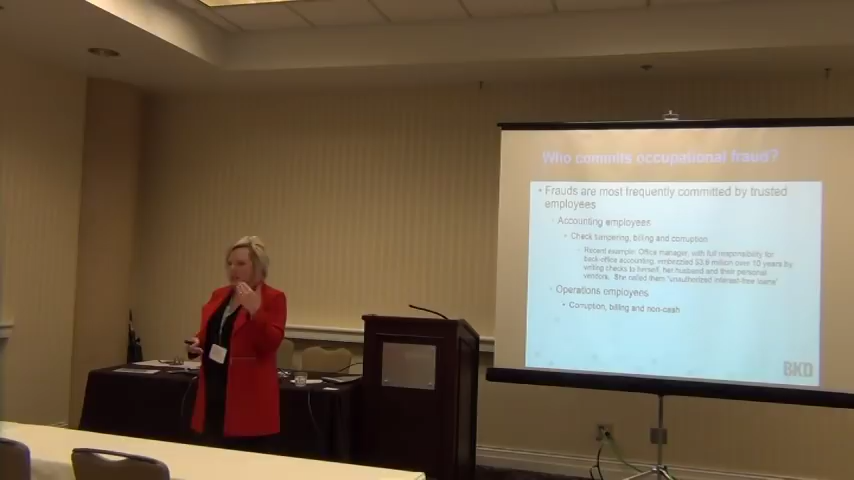 Who commits occupational fraud?
• Frauds are most frequently committed by trusted
employees
Accounting employees
• Check tampering, billing and corruption
Recent example: Office manager, with full responsibility for
back-office accounting, embezzled $3.9 million over 10 years by
writing checks to himself, her husband and their personal
vendors. She called them "unauthorized interest-free loans"
Operations employees
• Corruption, billing and non-cash
BKD